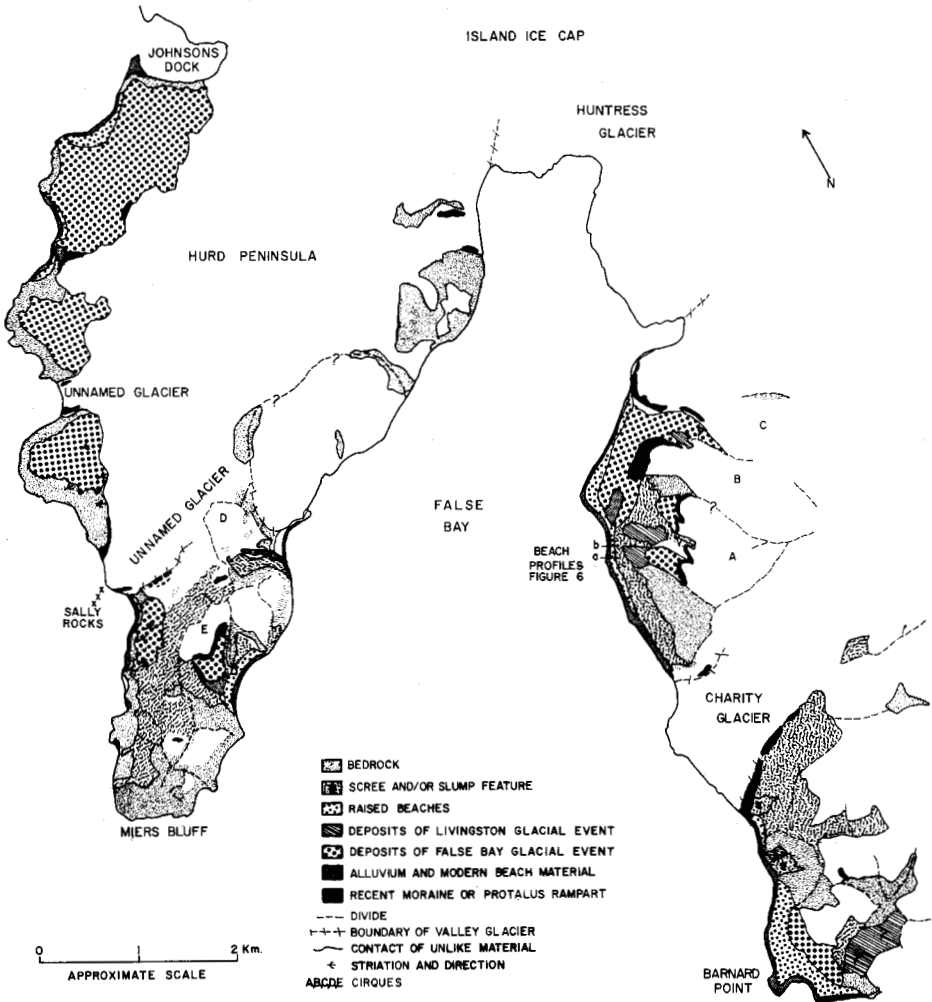 ISLAND ICE CAP
JOHNSONS
DOCK
HUNTRESS
GLACIER
N
HURD PENINSULA
UNNAMED GLACIER
C
B
UNNAMED GLACIER
D
FALSE
BAY
b
a
A
BEACH
PROFILES
FIGURE 6
SALLY
ROCKS
E
CHARITY
GLACIER
MIERS BLUFF
BEDROCK
SCREE AND/OR SLUMP FEATURE
RAISED BEACHES
DEPOSITS OF LIVINGSTON GLACIAL EVENT
DEPOSITS OF FALSE BAY GLACIAL EVENT
ALLUVIUM AND MODERN BEACH MATERIAL
RECENT MORAINE OR PROTALUS RAMPART
DIVIDE
BOUNDARY OF VALLEY GLACIER
CONTACT OF UNLIKE MATERIAL
STRIATION AND DIRECTION
ABCDE CIRQUES
0 1 2 Km.
APPROXIMATE SCALE
BARNARD
POINT